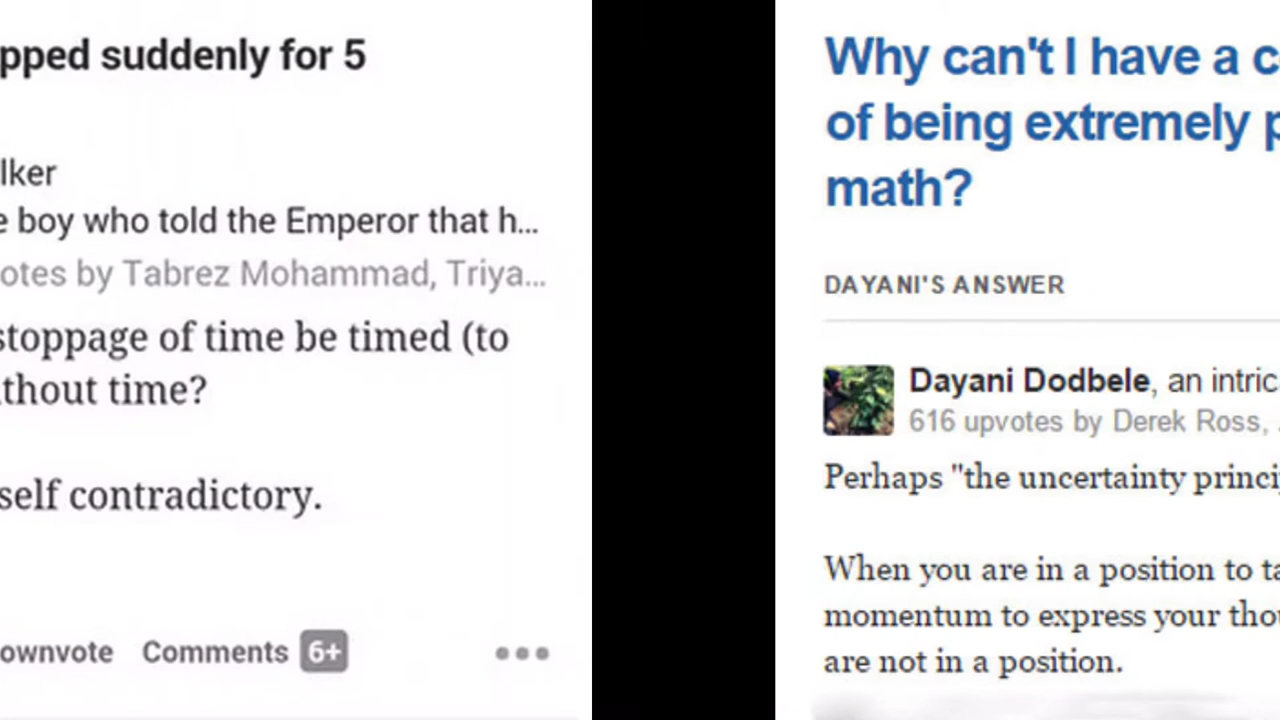 pped suddenly for 5
lker
e boy who told the Emperor that h...
otes by Tabrez Mohammad, Triya...
stoppage of time be timed (to
thout time?
self contradictory.
ownvote Comments 6+
Why can't I have a c
of being extremely p
math?
DAYANI'S ANSWER
Dayani Dodbele, an intric
616 upvotes by Derek Ross,
Perhaps "the uncertainty princi
When you are in a position to ta
momentum to express your thou
are not in a position.